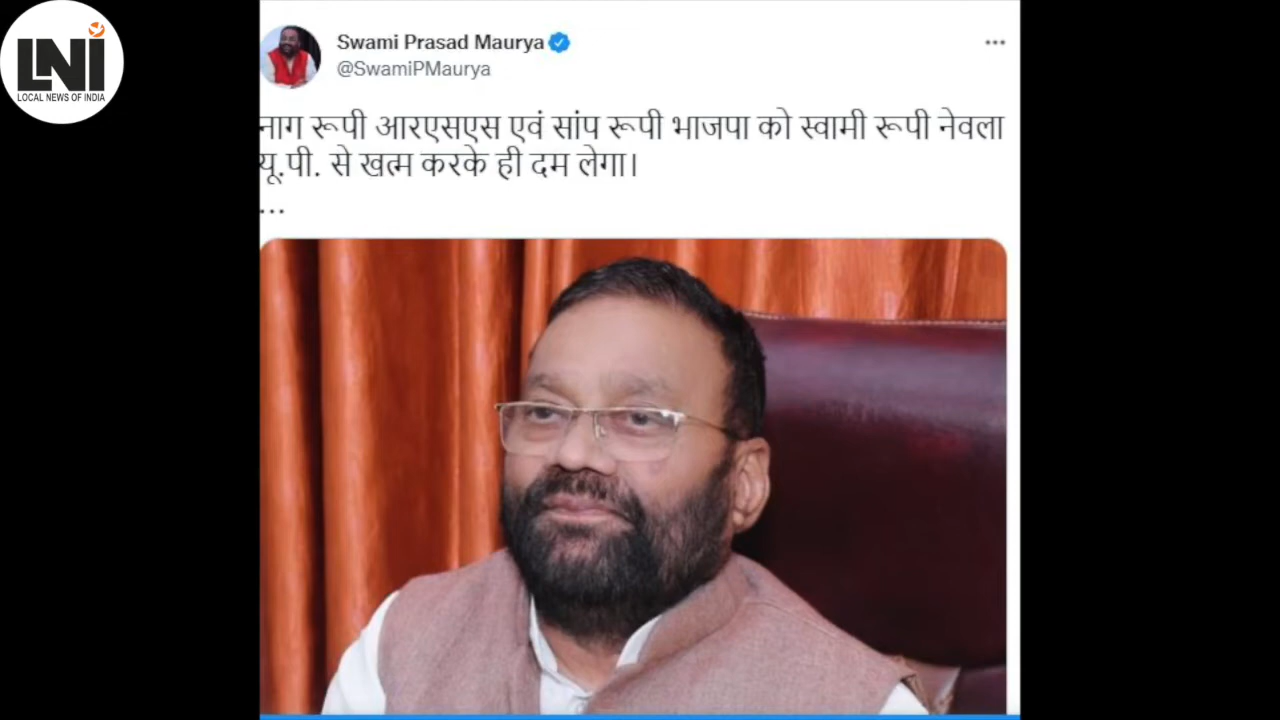 LNI
LOCAL NEWS OF INDIA
Swami Prasad Maurya
@SwamiPMaurya
नाग रूपी आरएसएस एवं सांप रूपी भाजपा को स्वामी रूपी नेवला
यू.पी. से खत्म करके ही दम लेगा।
...